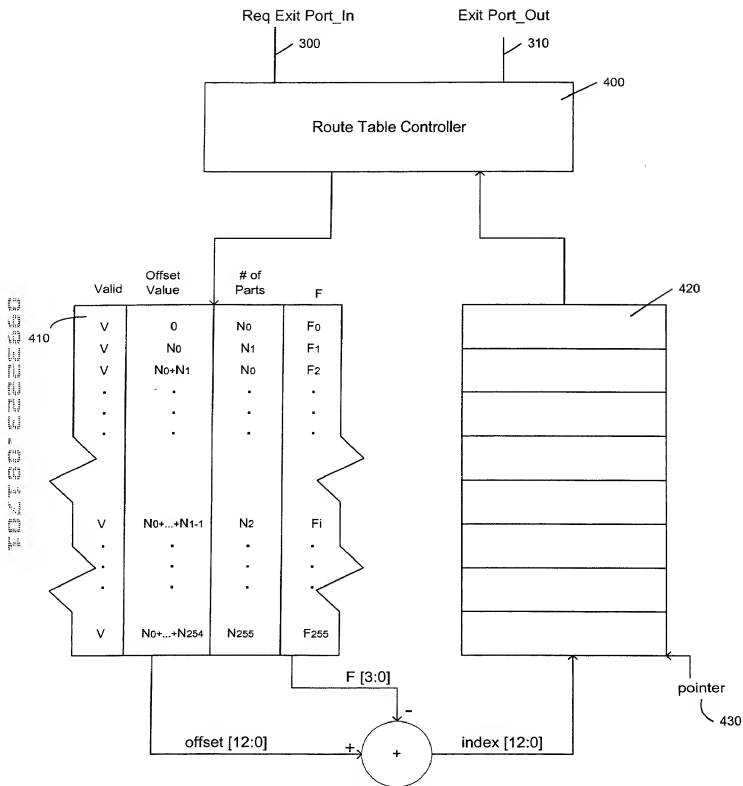 Req Exit Port_In Exit Port_Out
300 310
400
Route Table Controller
Valid Offset Value # of Parts F
410
420
V 0 N0 F0
V N0 N1 F1
V N0+N1 N0 F2
V N0+...+N1-1 N2 Fi
V N0+...+N254 N255 F255
F [3:0]
pointer
430
-
offset [12:0] + + index [12:0]